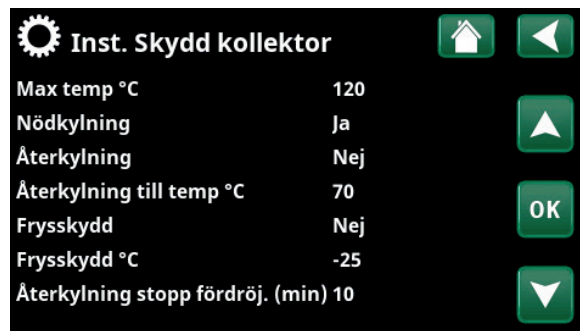 Inst. Skydd kollektor
Max temp °C 120
Nödkylning Ja
Återkylning Nej
Återkylning till temp °C 70
Frysskydd Nej
OK
Frysskydd °C -25
Återkylning stopp fördröj. (min) 10